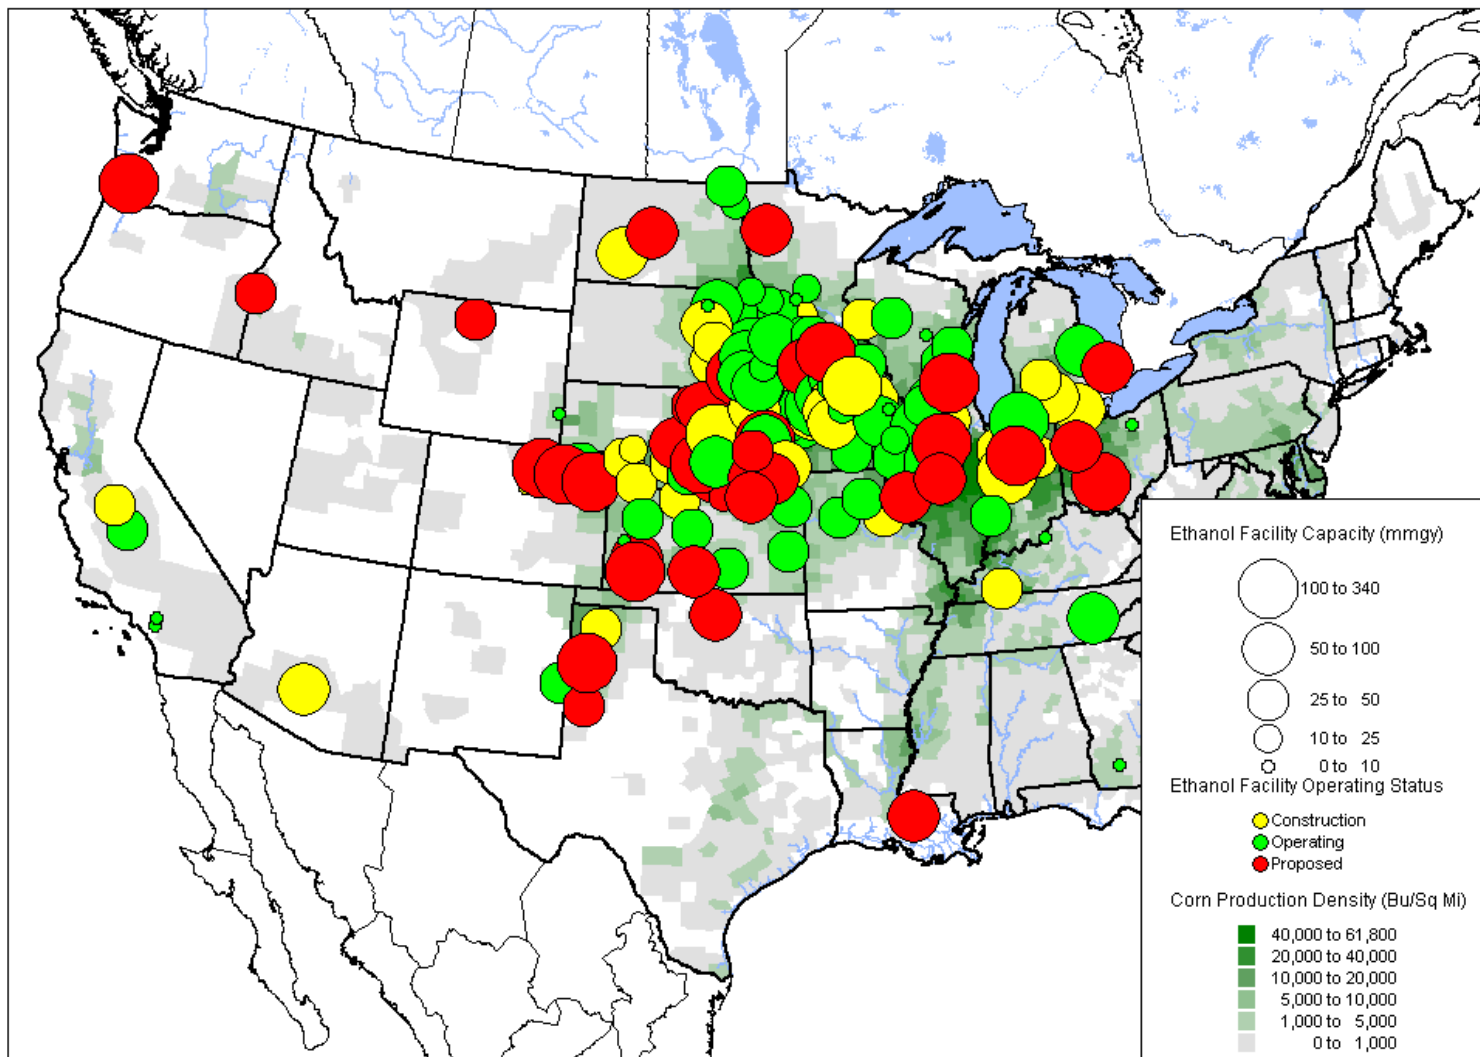 Ethanol Facility Capacity (mmgy)
100 to 340
50 to 100
25 to 50
10 to 25
0 to 10
Ethanol Facility Operating Status
Construction
Operating
Proposed
Corn Production Density (Bu/Sq Mi)
40,000 to 61,800
20,000 to 40,000
10,000 to 20,000
5,000 to 10,000
1,000 to 5,000
0 to 1,000